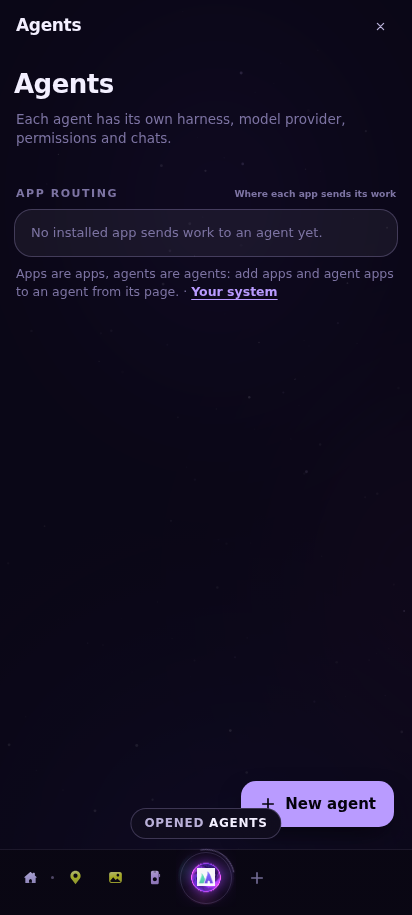 Agents
Agents
Each agent has its own harness, model provider,
permissions and chats.
APP ROUTING
Where each app sends its work
No installed app sends work to an agent yet.
Apps are apps, agents are agents: add apps and agent apps
to an agent from its page. · Your system
New agent
OPENED AGENTS